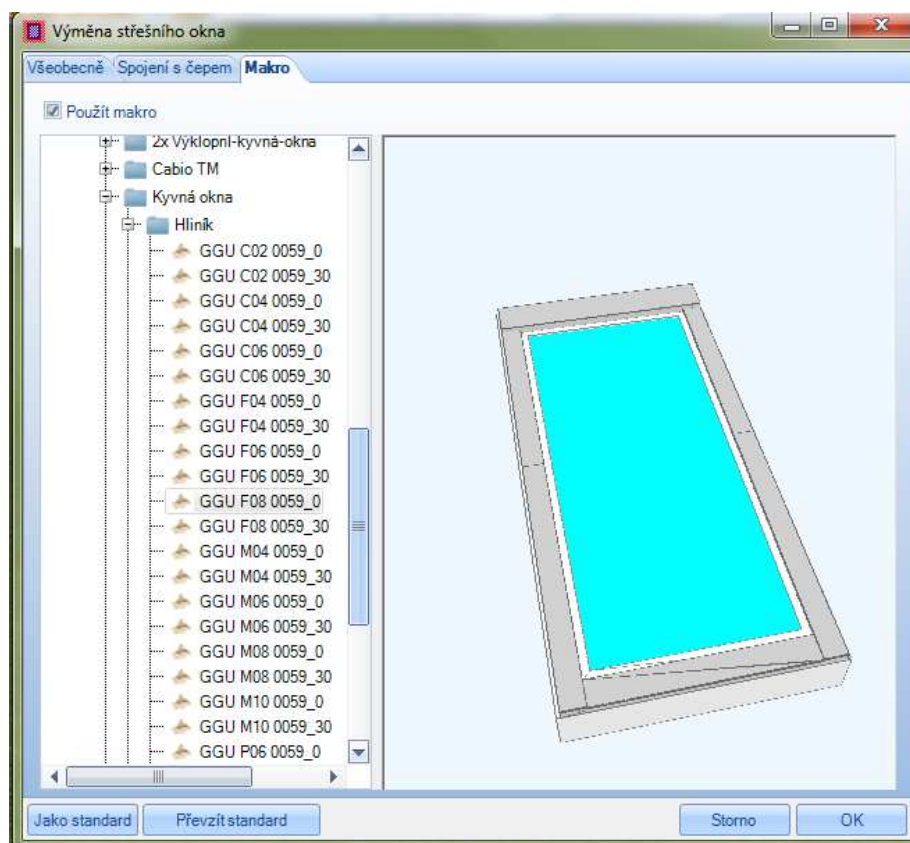 Výměna střešního okna
Všeobecně Spojení s čepem Makro
Použít makro
2x Výklopní-kyvná-okna
Cabio TM
Kyvná okna
Hliník
GGU C02 0059_0
GGU C02 0059_30
GGU C04 0059_0
GGU C04 0059_30
GGU C06 0059_0
GGU C06 0059_30
GGU F04 0059_0
GGU F04 0059_30
GGU F06 0059_0
GGU F06 0059_30
GGU F08 0059_0
GGU F08 0059_30
GGU M04 0059_0
GGU M04 0059_30
GGU M06 0059_0
GGU M06 0059_30
GGU M08 0059_0
GGU M08 0059_30
GGU M10 0059_0
GGU M10 0059_30
GGU P06 0059_0
Jako standard Převzít standard Storno OK